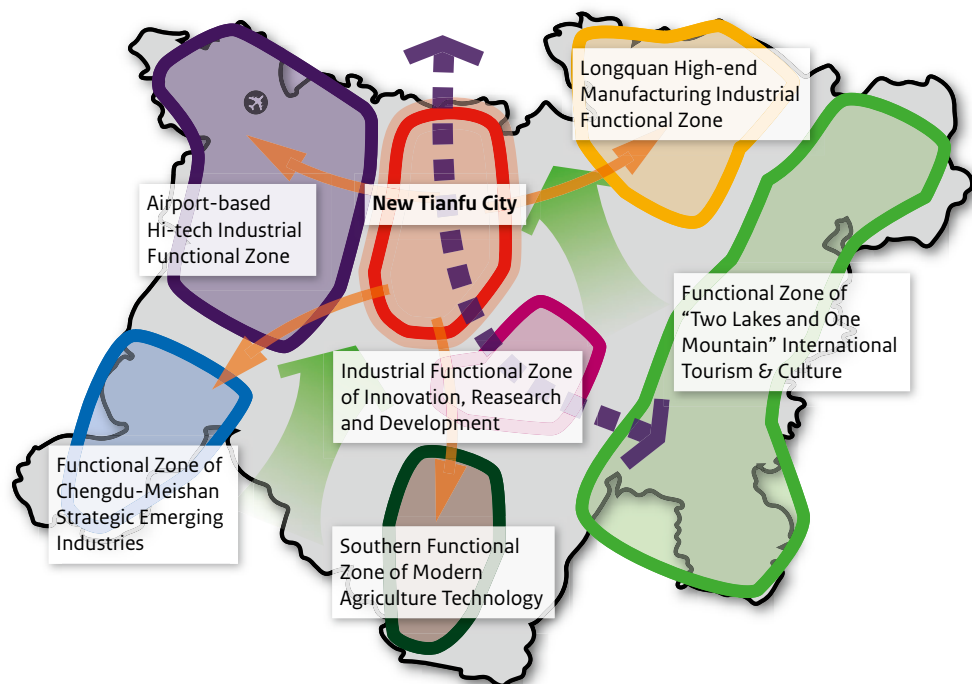 Longquan High-end
Manufacturing Industrial
Functional Zone
New Tianfu City
Airport-based
Hi-tech Industrial
Functional Zone
Functional Zone of
“Two Lakes and One
Mountain” International
Tourism & Culture
Industrial Functional Zone
of Innovation, Reasearch
and Development
Functional Zone of
Chengdu-Meishan
Strategic Emerging
Industries
Southern Functional
Zone of Modern
Agriculture Technology